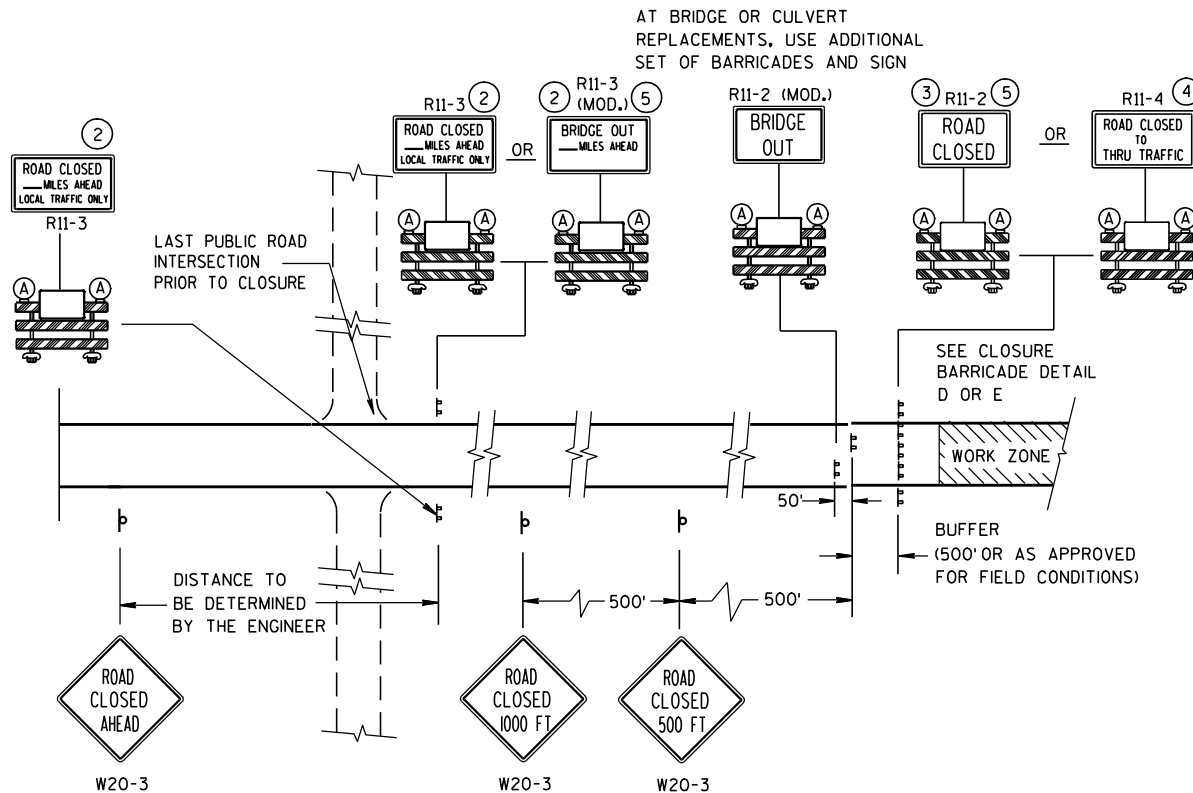 AT BRIDGE OR CULVERT
REPLACEMENTS, USE ADDITIONAL
SET OF BARRICADES AND SIGN
2
ROAD CLOSED
___MILES AHEAD
LOCAL TRAFFIC ONLY
R11-3
A A
R11-3 2
ROAD CLOSED
___MILES AHEAD
LOCAL TRAFFIC ONLY
A A
OR
2 R11-3 5
(MOD.)
BRIDGE OUT
___MILES AHEAD
A A
R11-2 (MOD.)
BRIDGE
OUT
A A
3 R11-2 5
ROAD
CLOSED
A A
OR
R11-4 4
ROAD CLOSED
TO
THRU TRAFFIC
A A
LAST PUBLIC ROAD
INTERSECTION
PRIOR TO CLOSURE
SEE CLOSURE
BARRICADE DETAIL
D OR E
WORK ZONE
50'
BUFFER
(500' OR AS APPROVED
FOR FIELD CONDITIONS)
DISTANCE TO
BE DETERMINED
BY THE ENGINEER
500'
500'
ROAD
CLOSED
AHEAD
W20-3
ROAD
CLOSED
1000 FT
W20-3
ROAD
CLOSED
500 FT
W20-3